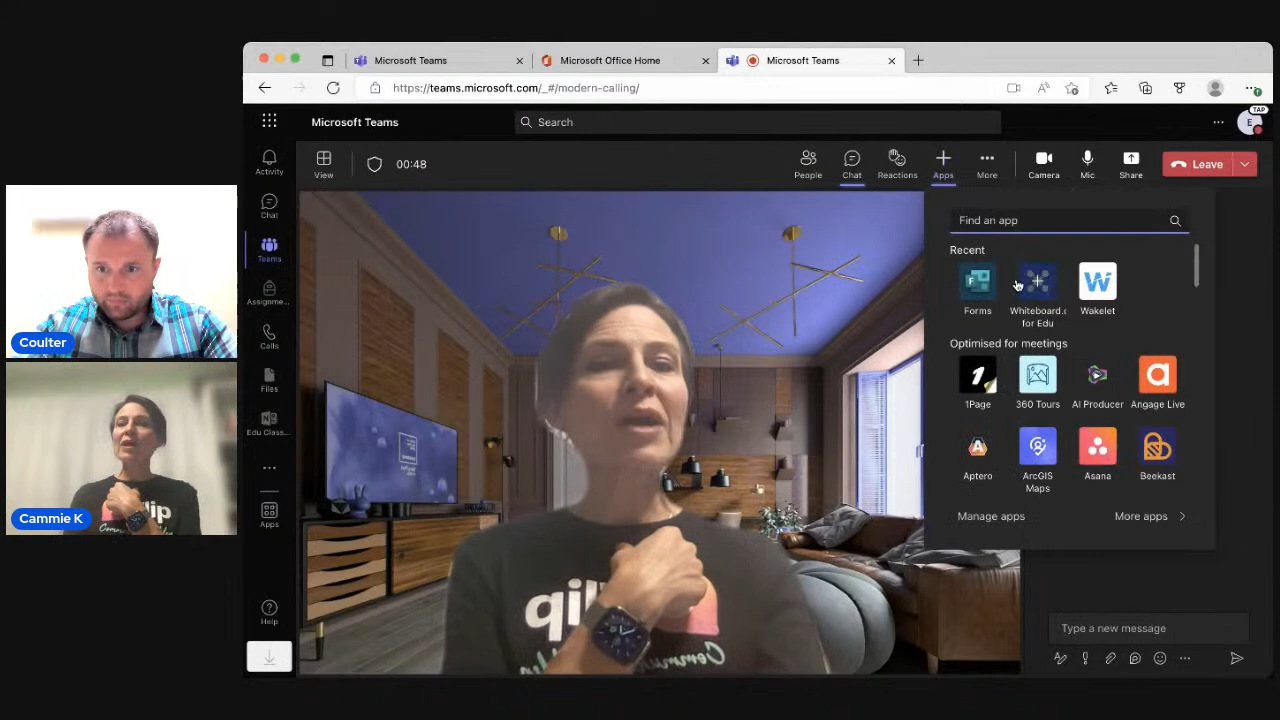 Microsoft Teams
Microsoft Office Home
Microsoft Teams
https://teams.microsoft.com/_#/modern-calling/
Microsoft Teams
Search
TAP
E
Activity
Chat
Teams
Assignme...
Calls
Files
Edu Class...
Apps
Help
View
00:48
People
Chat
Reactions
Apps
More
Camera
Mic
Share
Leave
Find an app
Recent
Forms
Whiteboard.c
for Edu
Wakelet
Optimised for meetings
1Page
360 Tours
AI Producer
Angage Live
Aptero
ArcGIS
Maps
Asana
Beekast
Manage apps
More apps
Type a new message
Coulter
Cammie K